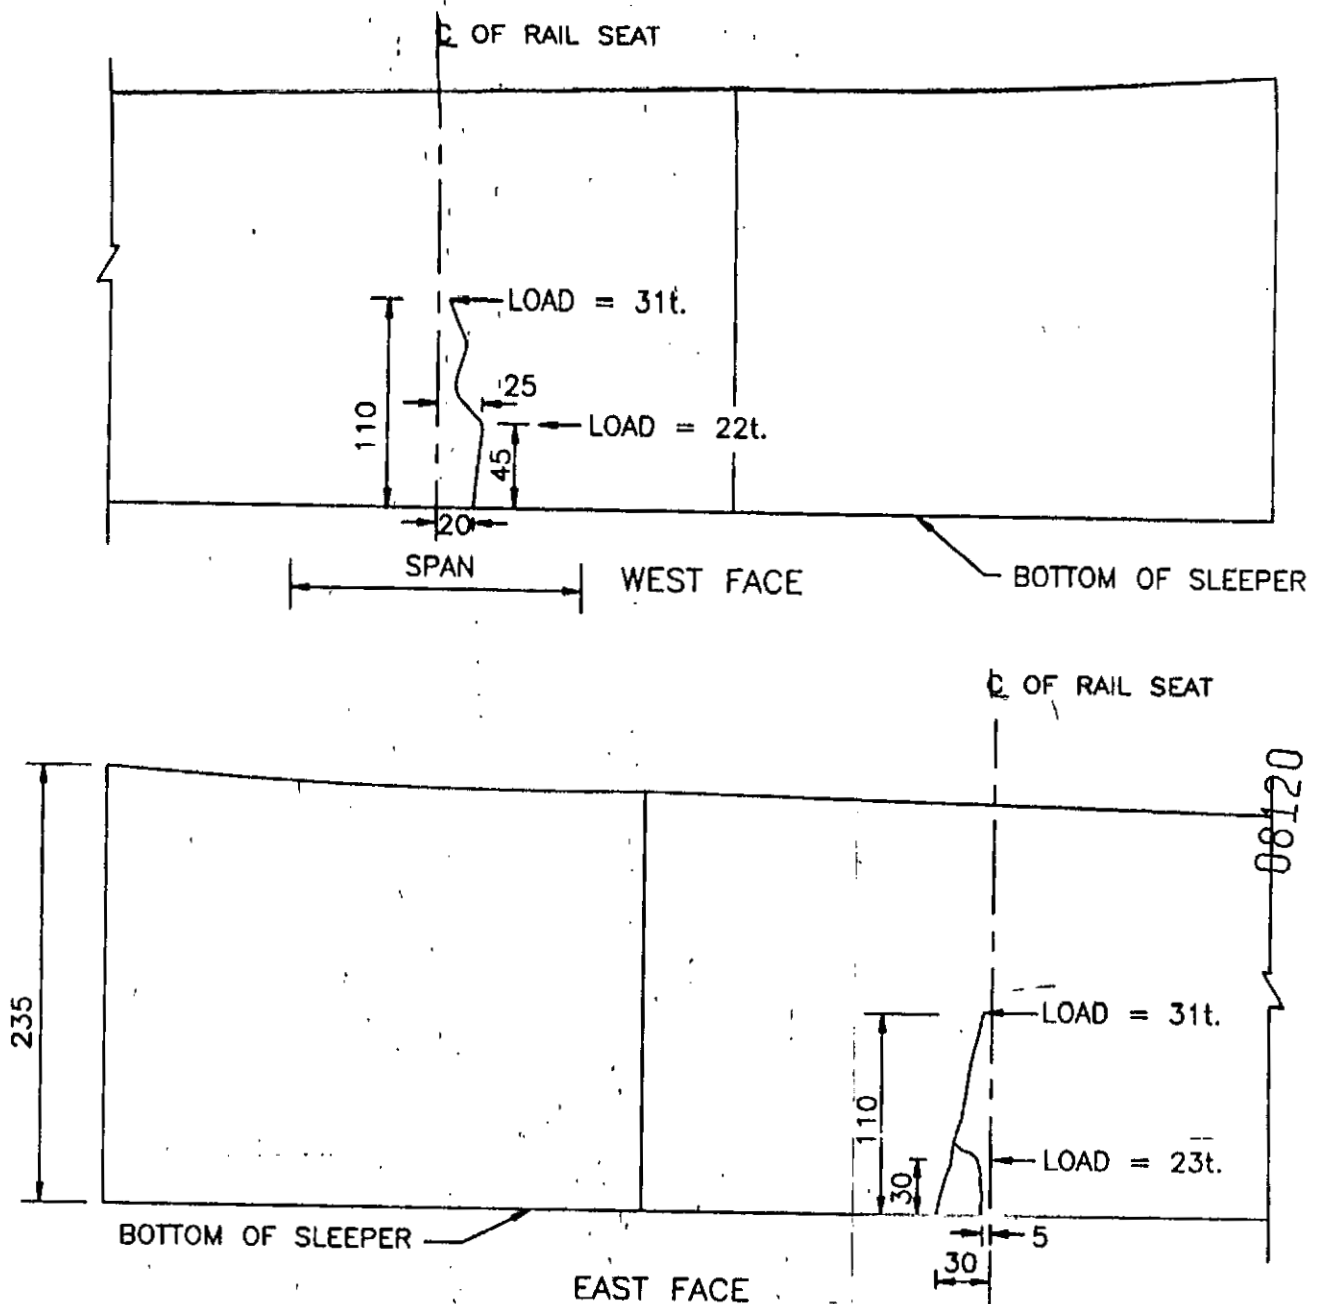 ℄ OF RAIL SEAT
LOAD = 31t.
25
110
LOAD = 22t.
45
20
SPAN
WEST FACE
BOTTOM OF SLEEPER
℄ OF RAIL SEAT
08120
235
LOAD = 31t.
110
LOAD = 23t.
30
5
BOTTOM OF SLEEPER
30
EAST FACE